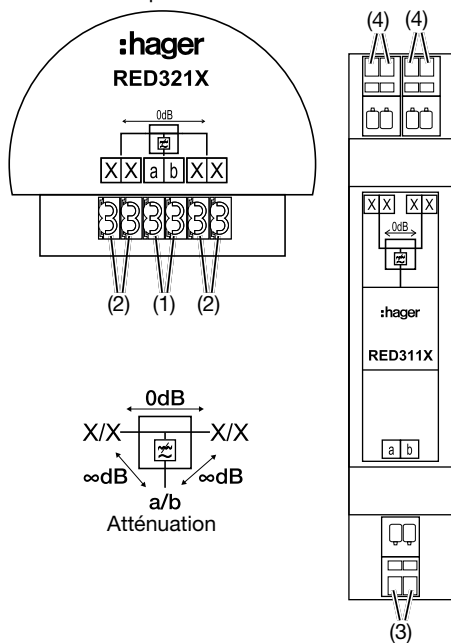 :hager
RED321X
0dB
X X a b X X
(2) (1) (2)
0dB
X/X X/X
∞dB ∞dB
a/b
Atténuation
(4) (4)
X X X X
0dB
:hager
RED311X
a b
(3)